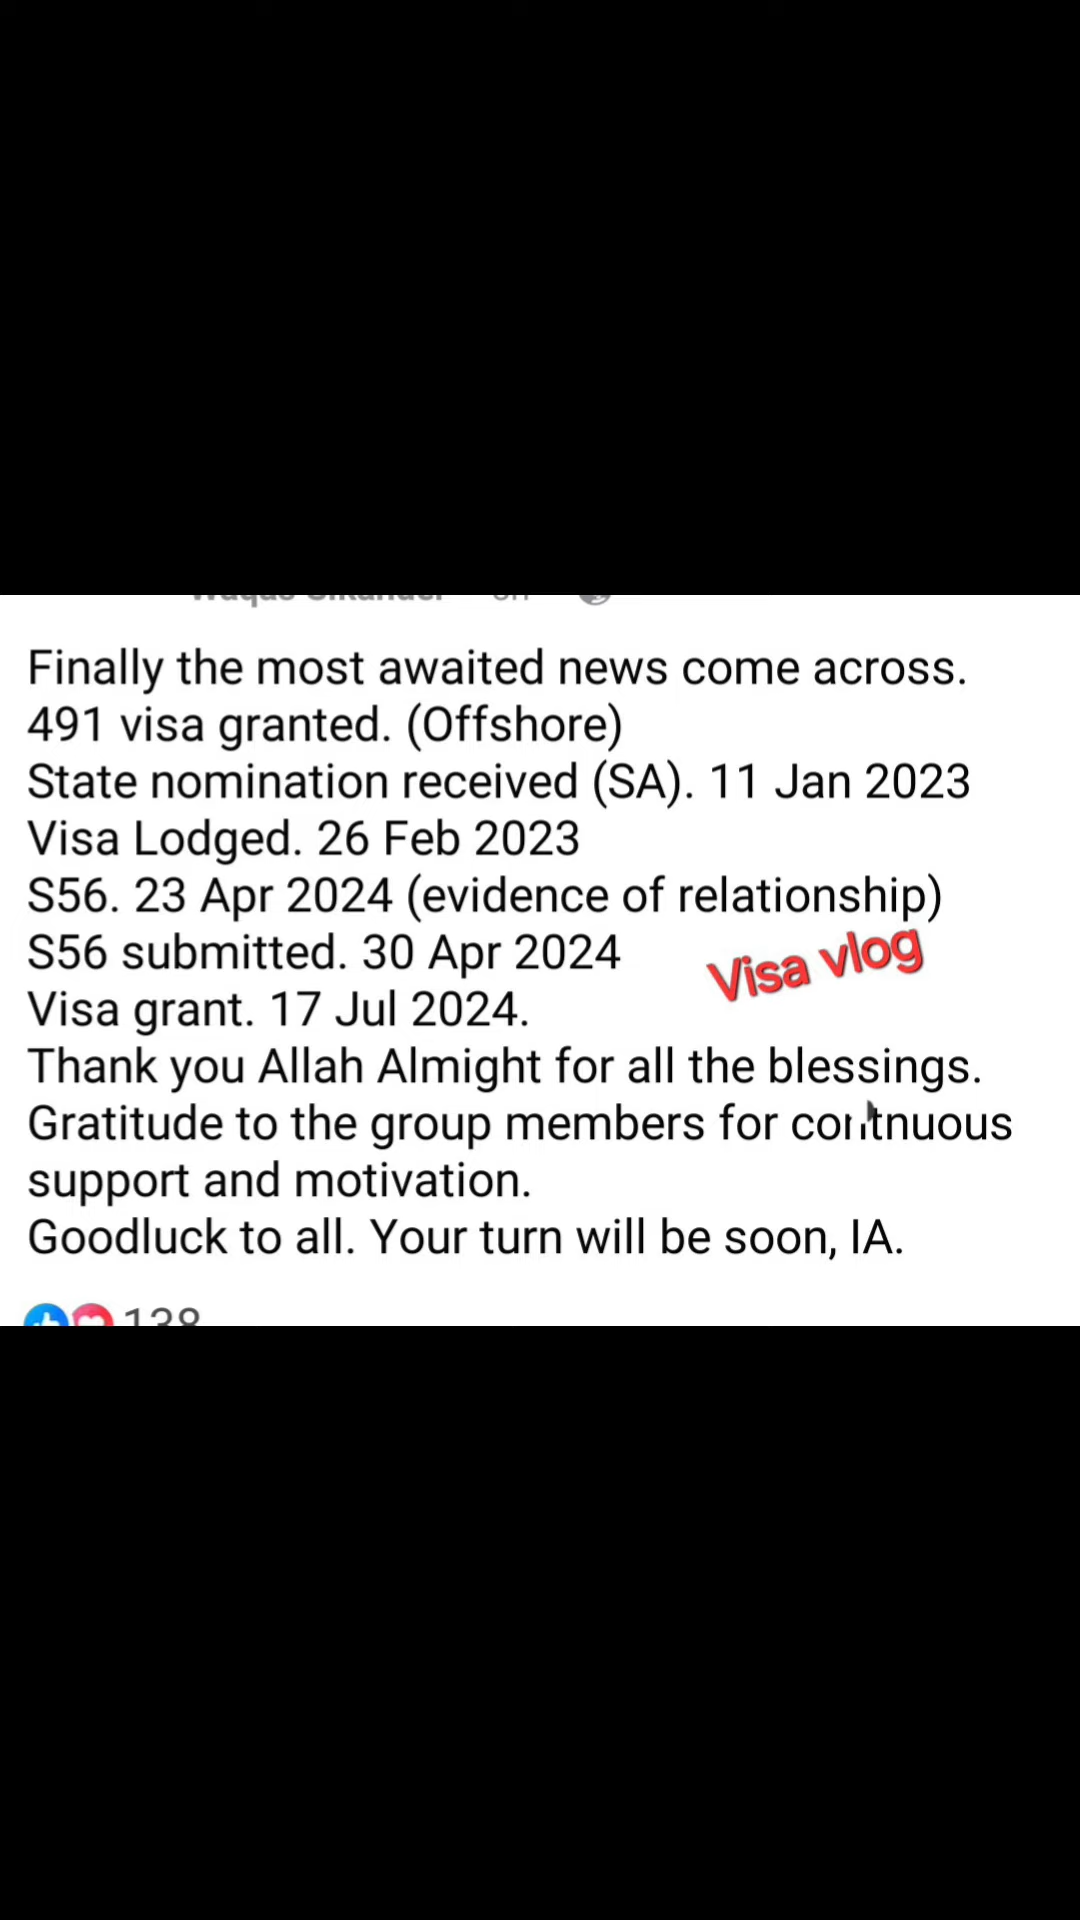 Finally the most awaited news come across.
491 visa granted. (Offshore)
State nomination received (SA). 11 Jan 2023
Visa Lodged. 26 Feb 2023
S56. 23 Apr 2024 (evidence of relationship)
S56 submitted. 30 Apr 2024
Visa vlog
Visa grant. 17 Jul 2024.
Thank you Allah Almight for all the blessings.
Gratitude to the group members for
support and motivation.
Goodluck to all. Your turn will be soon, IA.
138